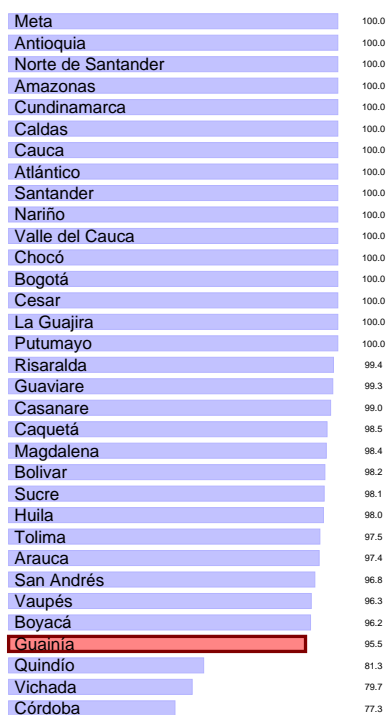 Meta 100.0
Antioquia 100.0
Norte de Santander 100.0
Amazonas 100.0
Cundinamarca 100.0
Caldas 100.0
Cauca 100.0
Atlántico 100.0
Santander 100.0
Nariño 100.0
Valle del Cauca 100.0
Chocó 100.0
Bogotá 100.0
Cesar 100.0
La Guajira 100.0
Putumayo 100.0
Risaralda 99.4
Guaviare 99.3
Casanare 99.0
Caquetá 98.5
Magdalena 98.4
Bolivar 98.2
Sucre 98.1
Huila 98.0
Tolima 97.5
Arauca 97.4
San Andrés 96.8
Vaupés 96.3
Boyacá 96.2
Guainía 95.5
Quindío 81.3
Vichada 79.7
Córdoba 77.3